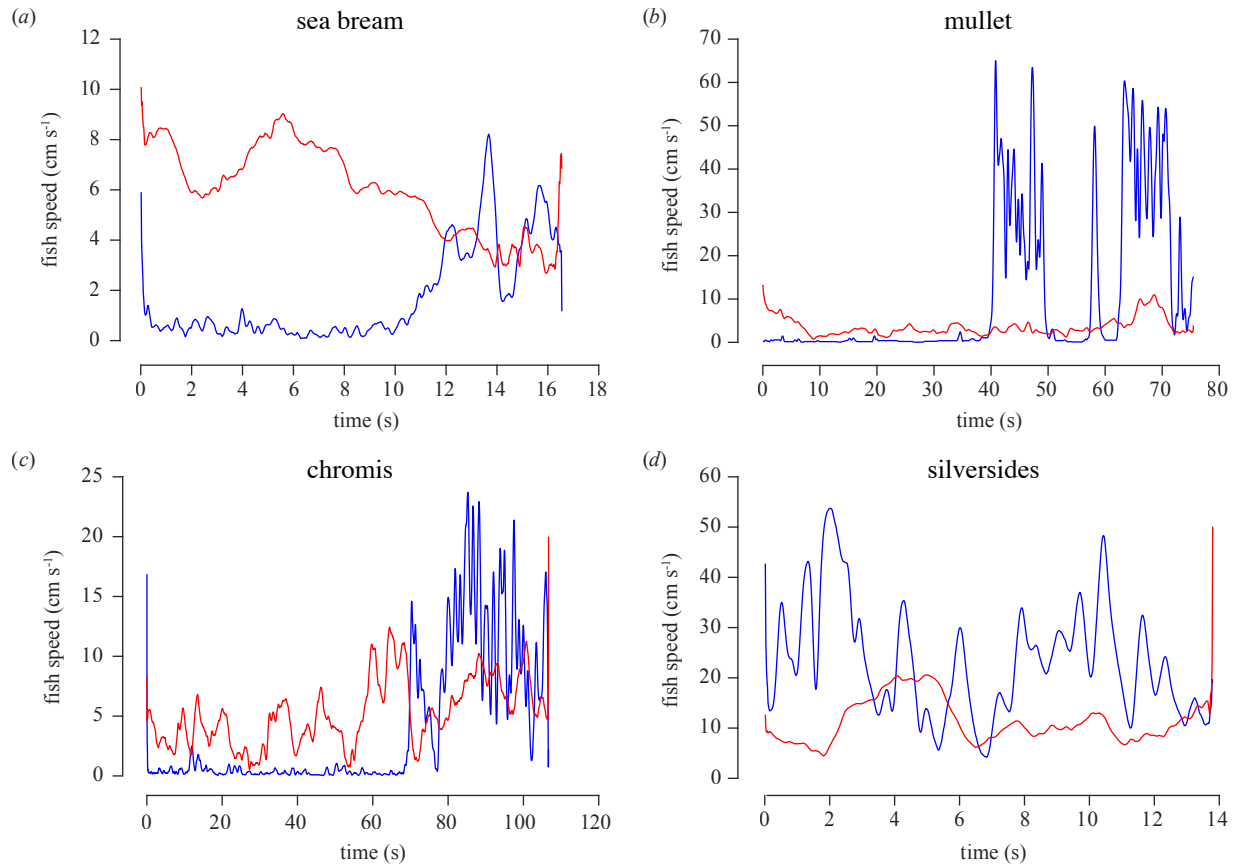 (a)
sea bream
12
10
8
6
4
2
0
fish speed (cm s⁻¹)
0 2 4 6 8 10 12 14 16 18
time (s)
(b)
mullet
70
60
50
40
30
20
10
0
fish speed (cm s⁻¹)
0 10 20 30 40 50 60 70 80
time (s)
(c)
chromis
25
20
15
10
5
0
fish speed (cm s⁻¹)
0 20 40 60 80 100 120
time (s)
(d)
silversides
60
50
40
30
20
10
0
fish speed (cm s⁻¹)
0 2 4 6 8 10 12 14
time (s)